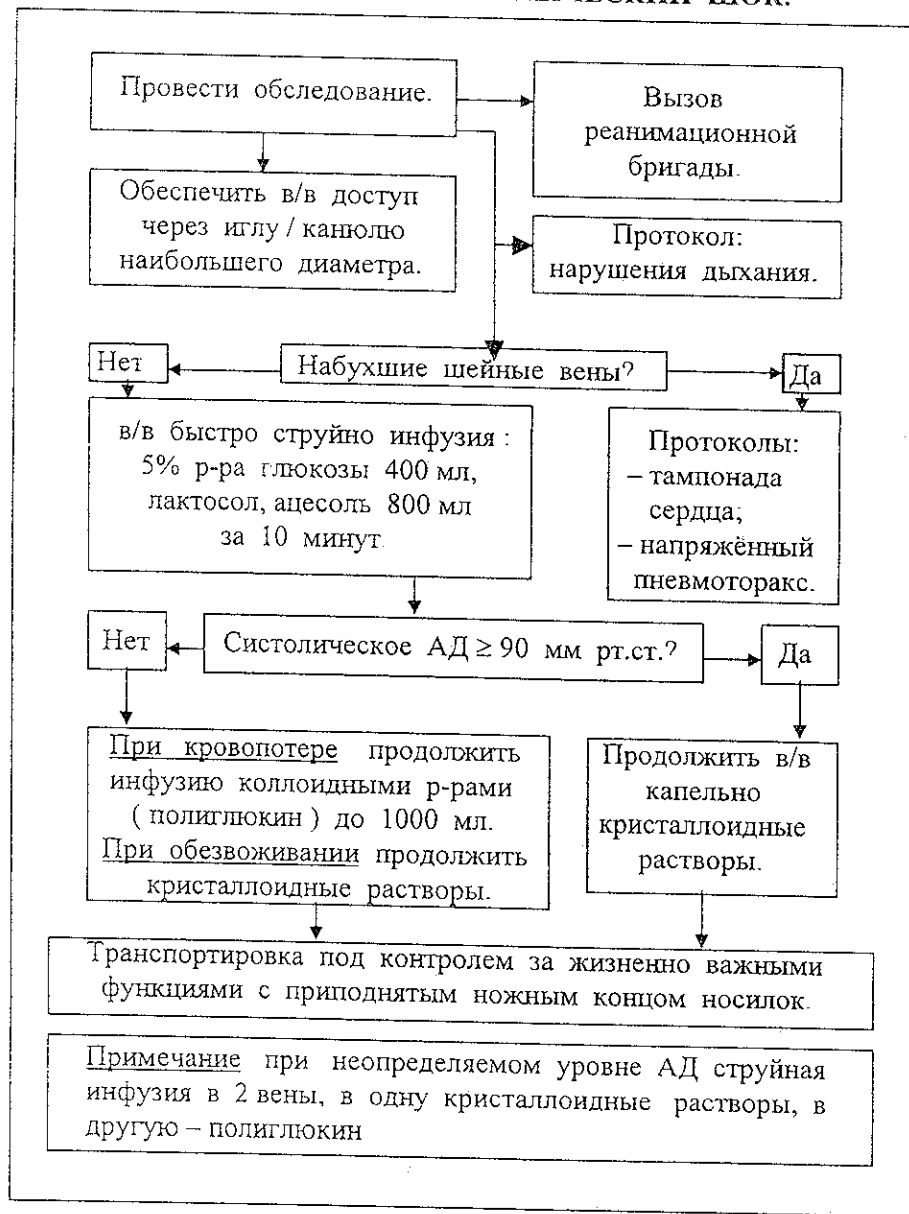 ШОК.
Провести обследование.
Вызов
реанимационной
бригады.
Обеспечить в/в доступ
через иглу / канюлю
наибольшего диаметра.
Протокол:
нарушения дыхания.
Нет
Набухшие шейные вены?
Да
в/в быстро струйно инфузия :
5% р-ра глюкозы 400 мл,
лактосол, ацесоль 800 мл
за 10 минут
Протоколы:
– тампонада
сердца;
– напряжённый
пневмоторакс.
Нет
Систолическое АД ≥ 90 мм рт.ст.?
Да
При кровопотере продолжить
инфузию коллоидными р-рами
( полиглюкин ) до 1000 мл.
При обезвоживании продолжить
кристаллоидные растворы.
Продолжить в/в
капельно
кристаллоидные
растворы.
Транспортировка под контролем за жизненно важными
функциями с приподнятым ножным концом носилок.
Примечание при неопределяемом уровне АД струйная
инфузия в 2 вены, в одну кристаллоидные растворы, в
другую – полиглюкин